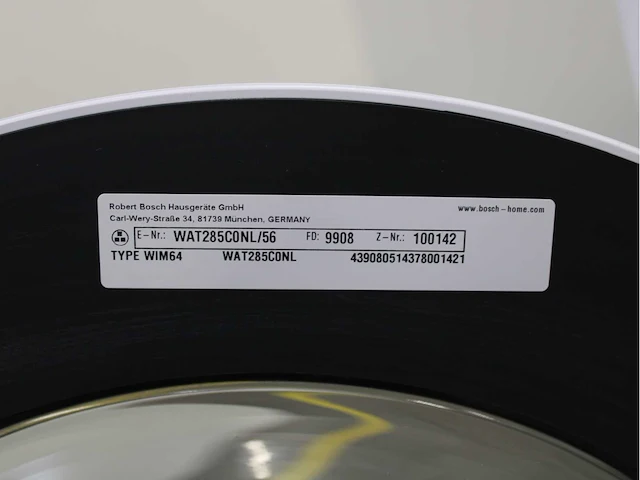 Robert Bosch Hausgeräte GmbH www.bosch-home.com
Carl-Wery-Straße 34, 81739 München, GERMANY
E-Nr.: WAT285C0NL/56 FD: 9908 Z-Nr.: 100142
TYPE WIM64 WAT285C0NL 439080514378001421